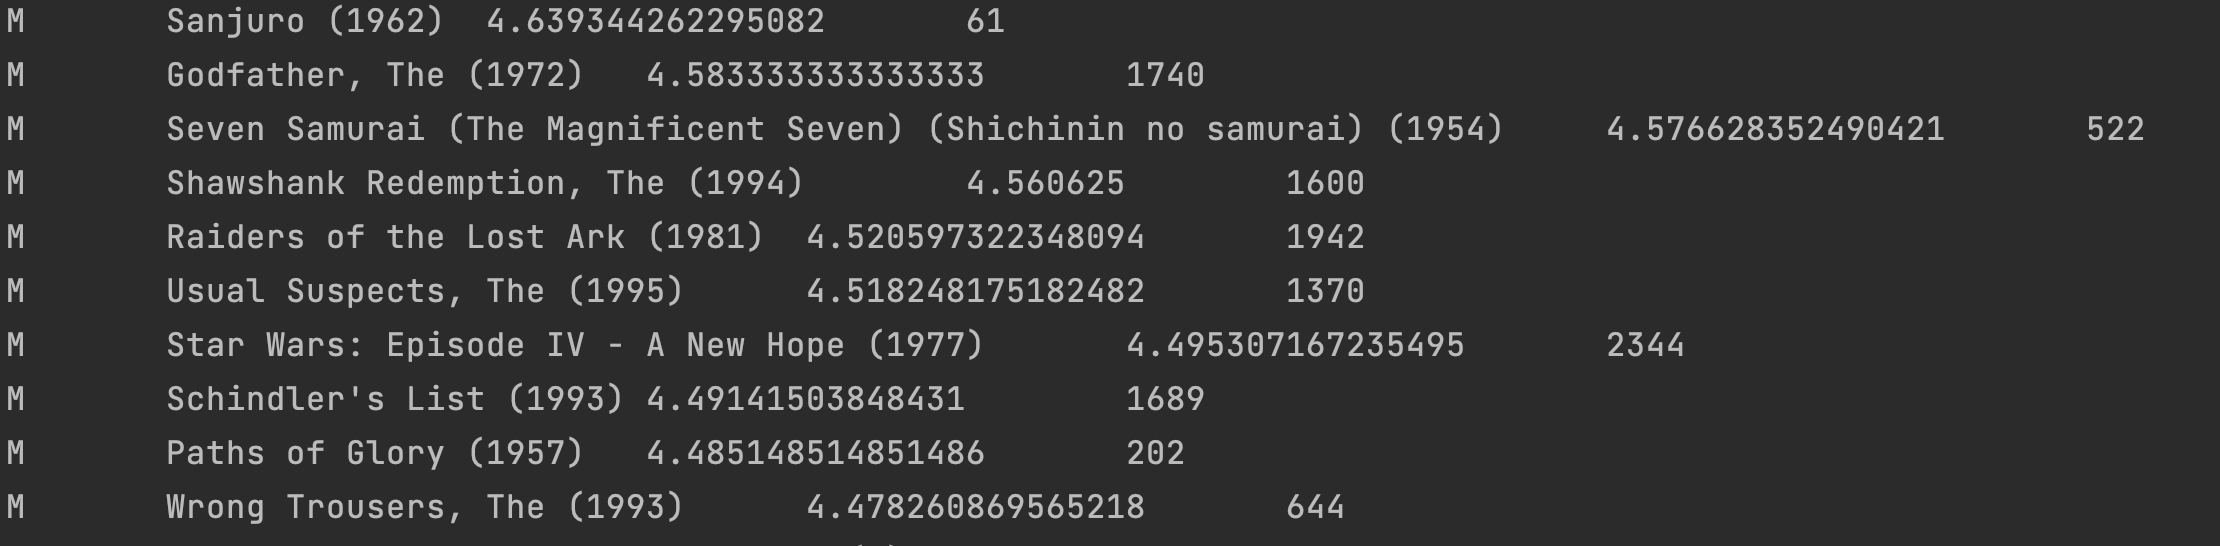 M Sanjuro (1962) 4.639344262295082 61
M Godfather, The (1972) 4.583333333333333 1740
M Seven Samurai (The Magnificent Seven) (Shichinin no samurai) (1954) 4.576628352490421 522
M Shawshank Redemption, The (1994) 4.560625 1600
M Raiders of the Lost Ark (1981) 4.520597322348094 1942
M Usual Suspects, The (1995) 4.518248175182482 1370
M Star Wars: Episode IV - A New Hope (1977) 4.495307167235495 2344
M Schindler's List (1993) 4.49141503848431 1689
M Paths of Glory (1957) 4.485148514851486 202
M Wrong Trousers, The (1993) 4.478260869565218 644